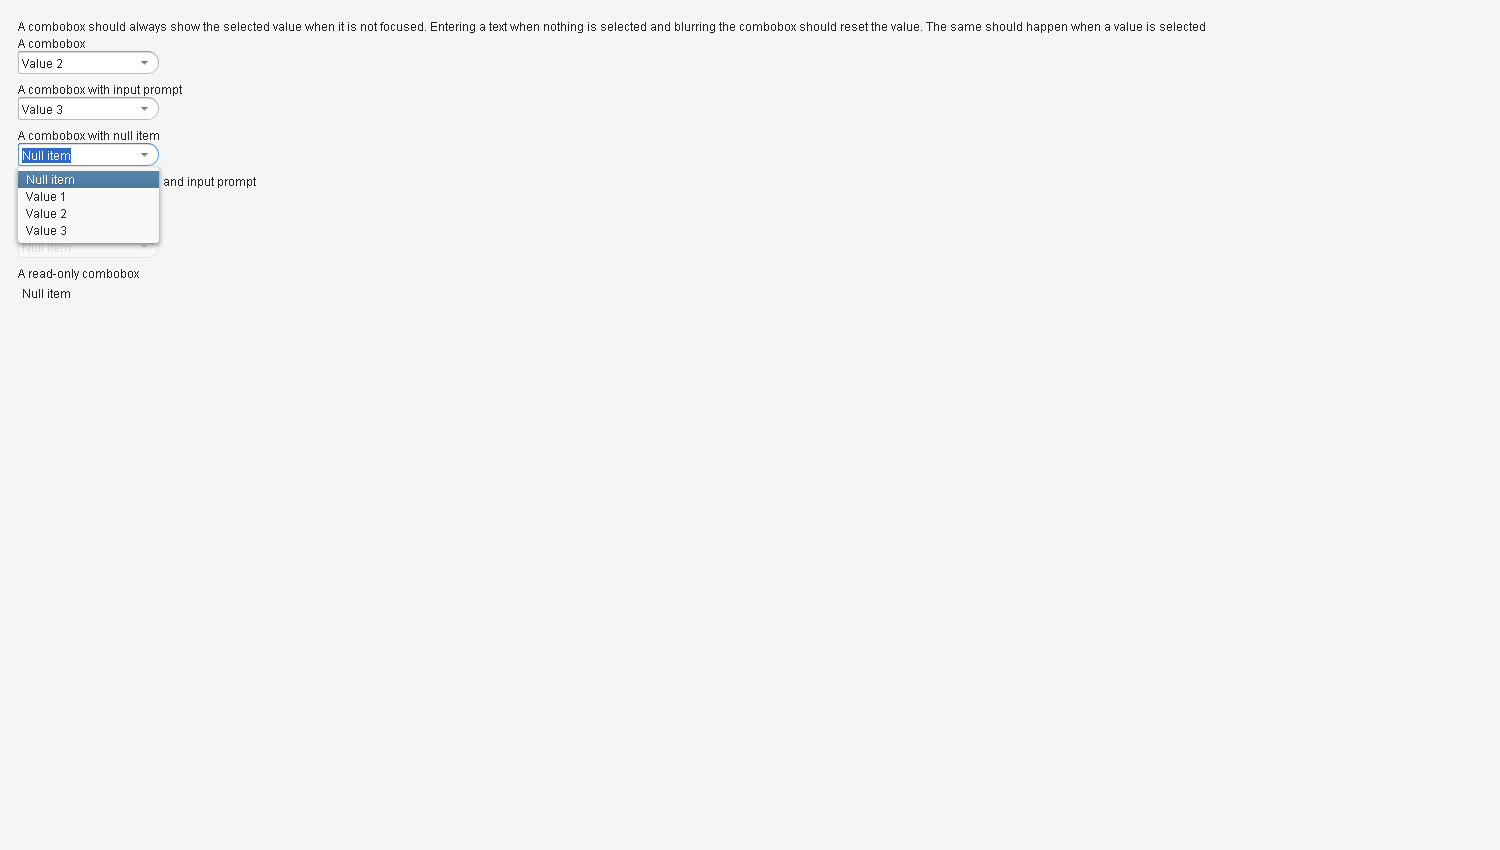 A combobox should always show the selected value when it is not focused. Entering a text when nothing is selected and blurring the combobox should reset the value. The same should happen when a value is selected
A combobox
Value 2
A combobox with input prompt
Value 3
A combobox with null item
Null item
Null item
and input prompt
Value 1
Value 2
Value 3
Null item
A read-only combobox
Null item